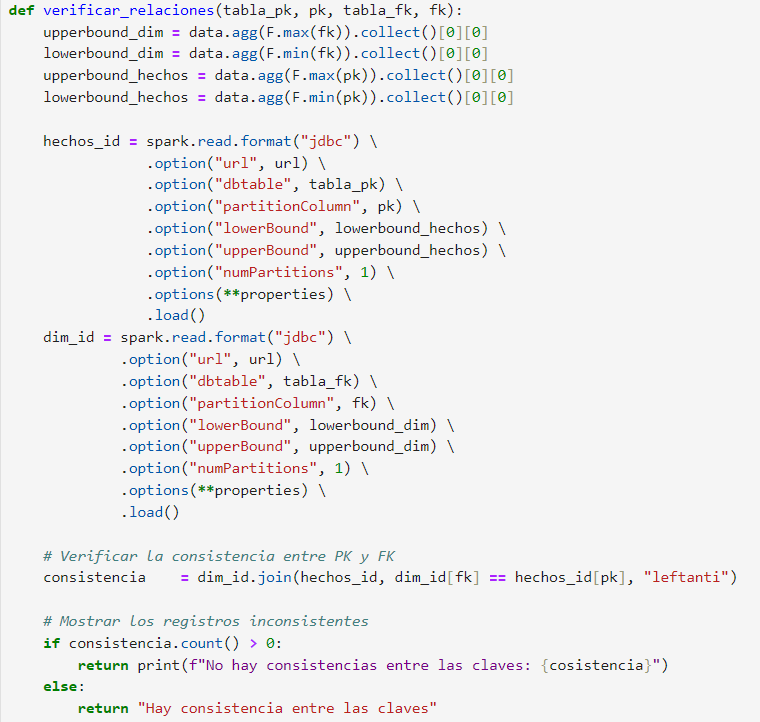 def verificar_relaciones(tabla_pk, pk, tabla_fk, fk):
    upperbound_dim = data.agg(F.max(fk)).collect()[0][0]
    lowerbound_dim = data.agg(F.min(fk)).collect()[0][0]
    upperbound_hechos = data.agg(F.max(pk)).collect()[0][0]
    lowerbound_hechos = data.agg(F.min(pk)).collect()[0][0]

    hechos_id = spark.read.format("jdbc") \
                .option("url", url) \
                .option("dbtable", tabla_pk) \
                .option("partitionColumn", pk) \
                .option("lowerBound", lowerbound_hechos) \
                .option("upperBound", upperbound_hechos) \
                .option("numPartitions", 1) \
                .options(**properties) \
                .load()
    dim_id = spark.read.format("jdbc") \
             .option("url", url) \
             .option("dbtable", tabla_fk) \
             .option("partitionColumn", fk) \
             .option("lowerBound", lowerbound_dim) \
             .option("upperBound", upperbound_dim) \
             .option("numPartitions", 1) \
             .options(**properties) \
             .load()

    # Verificar la consistencia entre PK y FK
    consistencia    = dim_id.join(hechos_id, dim_id[fk] == hechos_id[pk], "leftanti")

    # Mostrar los registros inconsistentes
    if consistencia.count() > 0:
        return print(f"No hay consistencias entre las claves: {cosistencia}")
    else:
        return "Hay consistencia entre las claves"